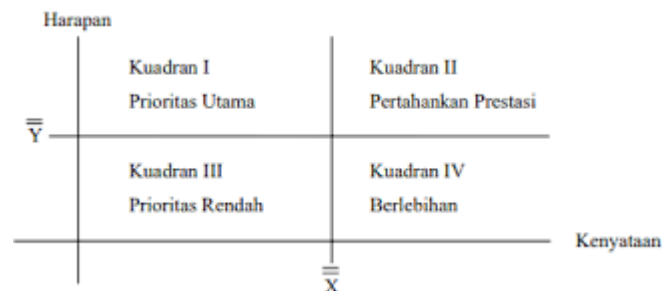 Harapan
Kuadran I
Prioritas Utama
Kuadran II
Pertahankan Prestasi
Y̿
Kuadran III
Prioritas Rendah
Kuadran IV
Berlebihan
Kenyataan
X̿